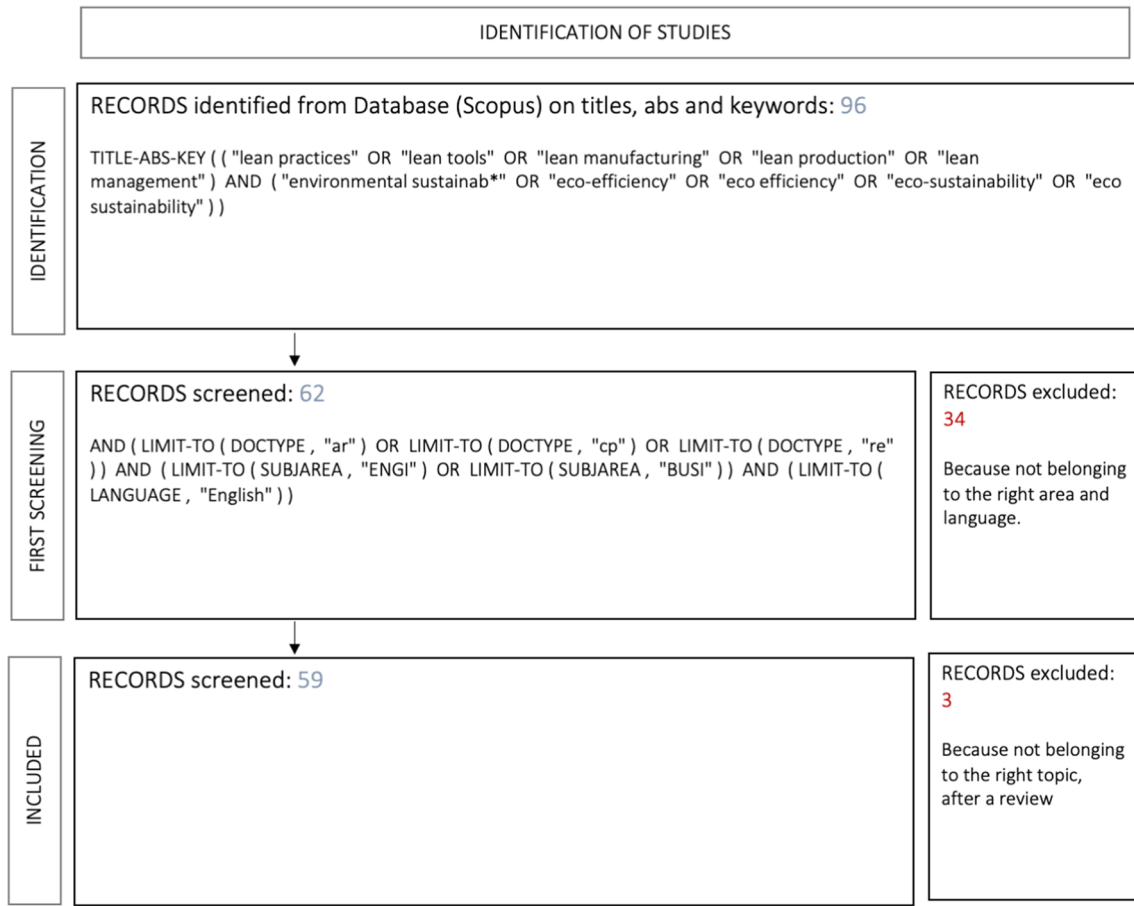 IDENTIFICATION OF STUDIES
IDENTIFICATION
RECORDS identified from Database (Scopus) on titles, abs and keywords: 96
TITLE-ABS-KEY ( ( "lean practices" OR "lean tools" OR "lean manufacturing" OR "lean production" OR "lean
management" ) AND ( "environmental sustainab*" OR "eco-efficiency" OR "eco efficiency" OR "eco-sustainability" OR "eco
sustainability" ) )
FIRST SCREENING
RECORDS screened: 62
AND ( LIMIT-TO ( DOCTYPE , "ar" ) OR LIMIT-TO ( DOCTYPE , "cp" ) OR LIMIT-TO ( DOCTYPE , "re"
) ) AND ( LIMIT-TO ( SUBJAREA , "ENGI" ) OR LIMIT-TO ( SUBJAREA , "BUSI" ) ) AND ( LIMIT-TO (
LANGUAGE , "English" ) )
RECORDS excluded:
34
Because not belonging
to the right area and
language.
INCLUDED
RECORDS screened: 59
RECORDS excluded:
3
Because not belonging
to the right topic,
after a review